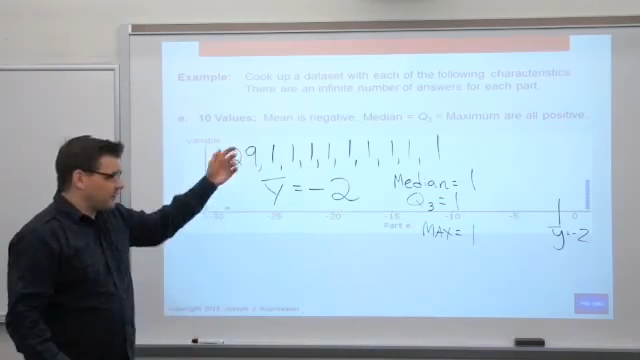 Example: Cook up a dataset with each of the following characteristics.
There are an infinite number of answers for each part.
e. 10 Values: Mean is negative. Median = Q₃ = Maximum are all positive.
Variable
29, 1, 1, 1, 1, 1, 1, 1, 1, 1
ȳ = -2
Median = 1
Q₃ = 1
MAX = 1
ȳ = -2
-30 -25 -20 -15 -10 -5 0
Part e.